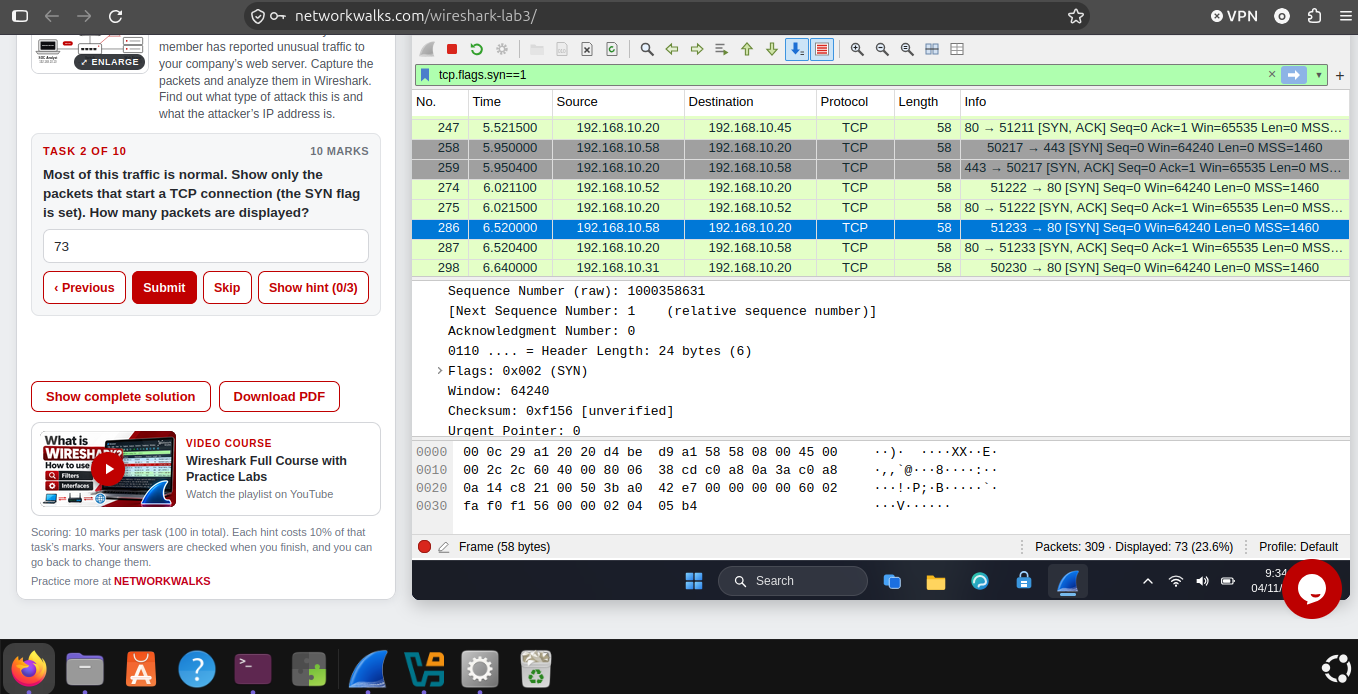 networkwalks.com/wireshark-lab3/
VPN
member has reported unusual traffic to
your company's web server. Capture the
packets and analyze them in Wireshark.
Find out what type of attack this is and
what the attacker's IP address is.
ENLARGE
TASK 2 OF 10
10 MARKS
Most of this traffic is normal. Show only the
packets that start a TCP connection (the SYN flag
is set). How many packets are displayed?
73
‹ Previous
Submit
Skip
Show hint (0/3)
Show complete solution
Download PDF
What is
WIRESHARK?
How to use
Filters
Interfaces
VIDEO COURSE
Wireshark Full Course with
Practice Labs
Watch the playlist on YouTube
Scoring: 10 marks per task (100 in total). Each hint costs 10% of that
task's marks. Your answers are checked when you finish, and you can
go back to change them.
Practice more at NETWORKWALKS
tcp.flags.syn==1
No. Time Source Destination Protocol Length Info
247 5.521500 192.168.10.20 192.168.10.45 TCP 58 80 → 51211 [SYN, ACK] Seq=0 Ack=1 Win=65535 Len=0 MSS…
258 5.950000 192.168.10.58 192.168.10.20 TCP 58 50217 → 443 [SYN] Seq=0 Win=64240 Len=0 MSS=1460
259 5.950400 192.168.10.20 192.168.10.58 TCP 58 443 → 50217 [SYN, ACK] Seq=0 Ack=1 Win=65535 Len=0 MS…
274 6.021100 192.168.10.52 192.168.10.20 TCP 58 51222 → 80 [SYN] Seq=0 Win=64240 Len=0 MSS=1460
275 6.021500 192.168.10.20 192.168.10.52 TCP 58 80 → 51222 [SYN, ACK] Seq=0 Ack=1 Win=65535 Len=0 MSS…
286 6.520000 192.168.10.58 192.168.10.20 TCP 58 51233 → 80 [SYN] Seq=0 Win=64240 Len=0 MSS=1460
287 6.520400 192.168.10.20 192.168.10.58 TCP 58 80 → 51233 [SYN, ACK] Seq=0 Ack=1 Win=65535 Len=0 MSS…
298 6.640000 192.168.10.31 192.168.10.20 TCP 58 50230 → 80 [SYN] Seq=0 Win=64240 Len=0 MSS=1460
Sequence Number (raw): 1000358631
[Next Sequence Number: 1 (relative sequence number)]
Acknowledgment Number: 0
0110 .... = Header Length: 24 bytes (6)
Flags: 0x002 (SYN)
Window: 64240
Checksum: 0xf156 [unverified]
Urgent Pointer: 0
0000 00 0c 29 a1 20 20 d4 be d9 a1 58 58 08 00 45 00 ··)·  ····XX··E·
0010 00 2c 2c 60 40 00 80 06 38 cd c0 a8 0a 3a c0 a8 ·,,`@···8····:··
0020 0a 14 c8 21 00 50 3b a0 42 e7 00 00 00 00 60 02 ···!·P;·B·····`·
0030 fa f0 f1 56 00 00 02 04 05 b4 ···V······
Frame (58 bytes)
Packets: 309 · Displayed: 73 (23.6%)
Profile: Default
Search
9:34
04/11/